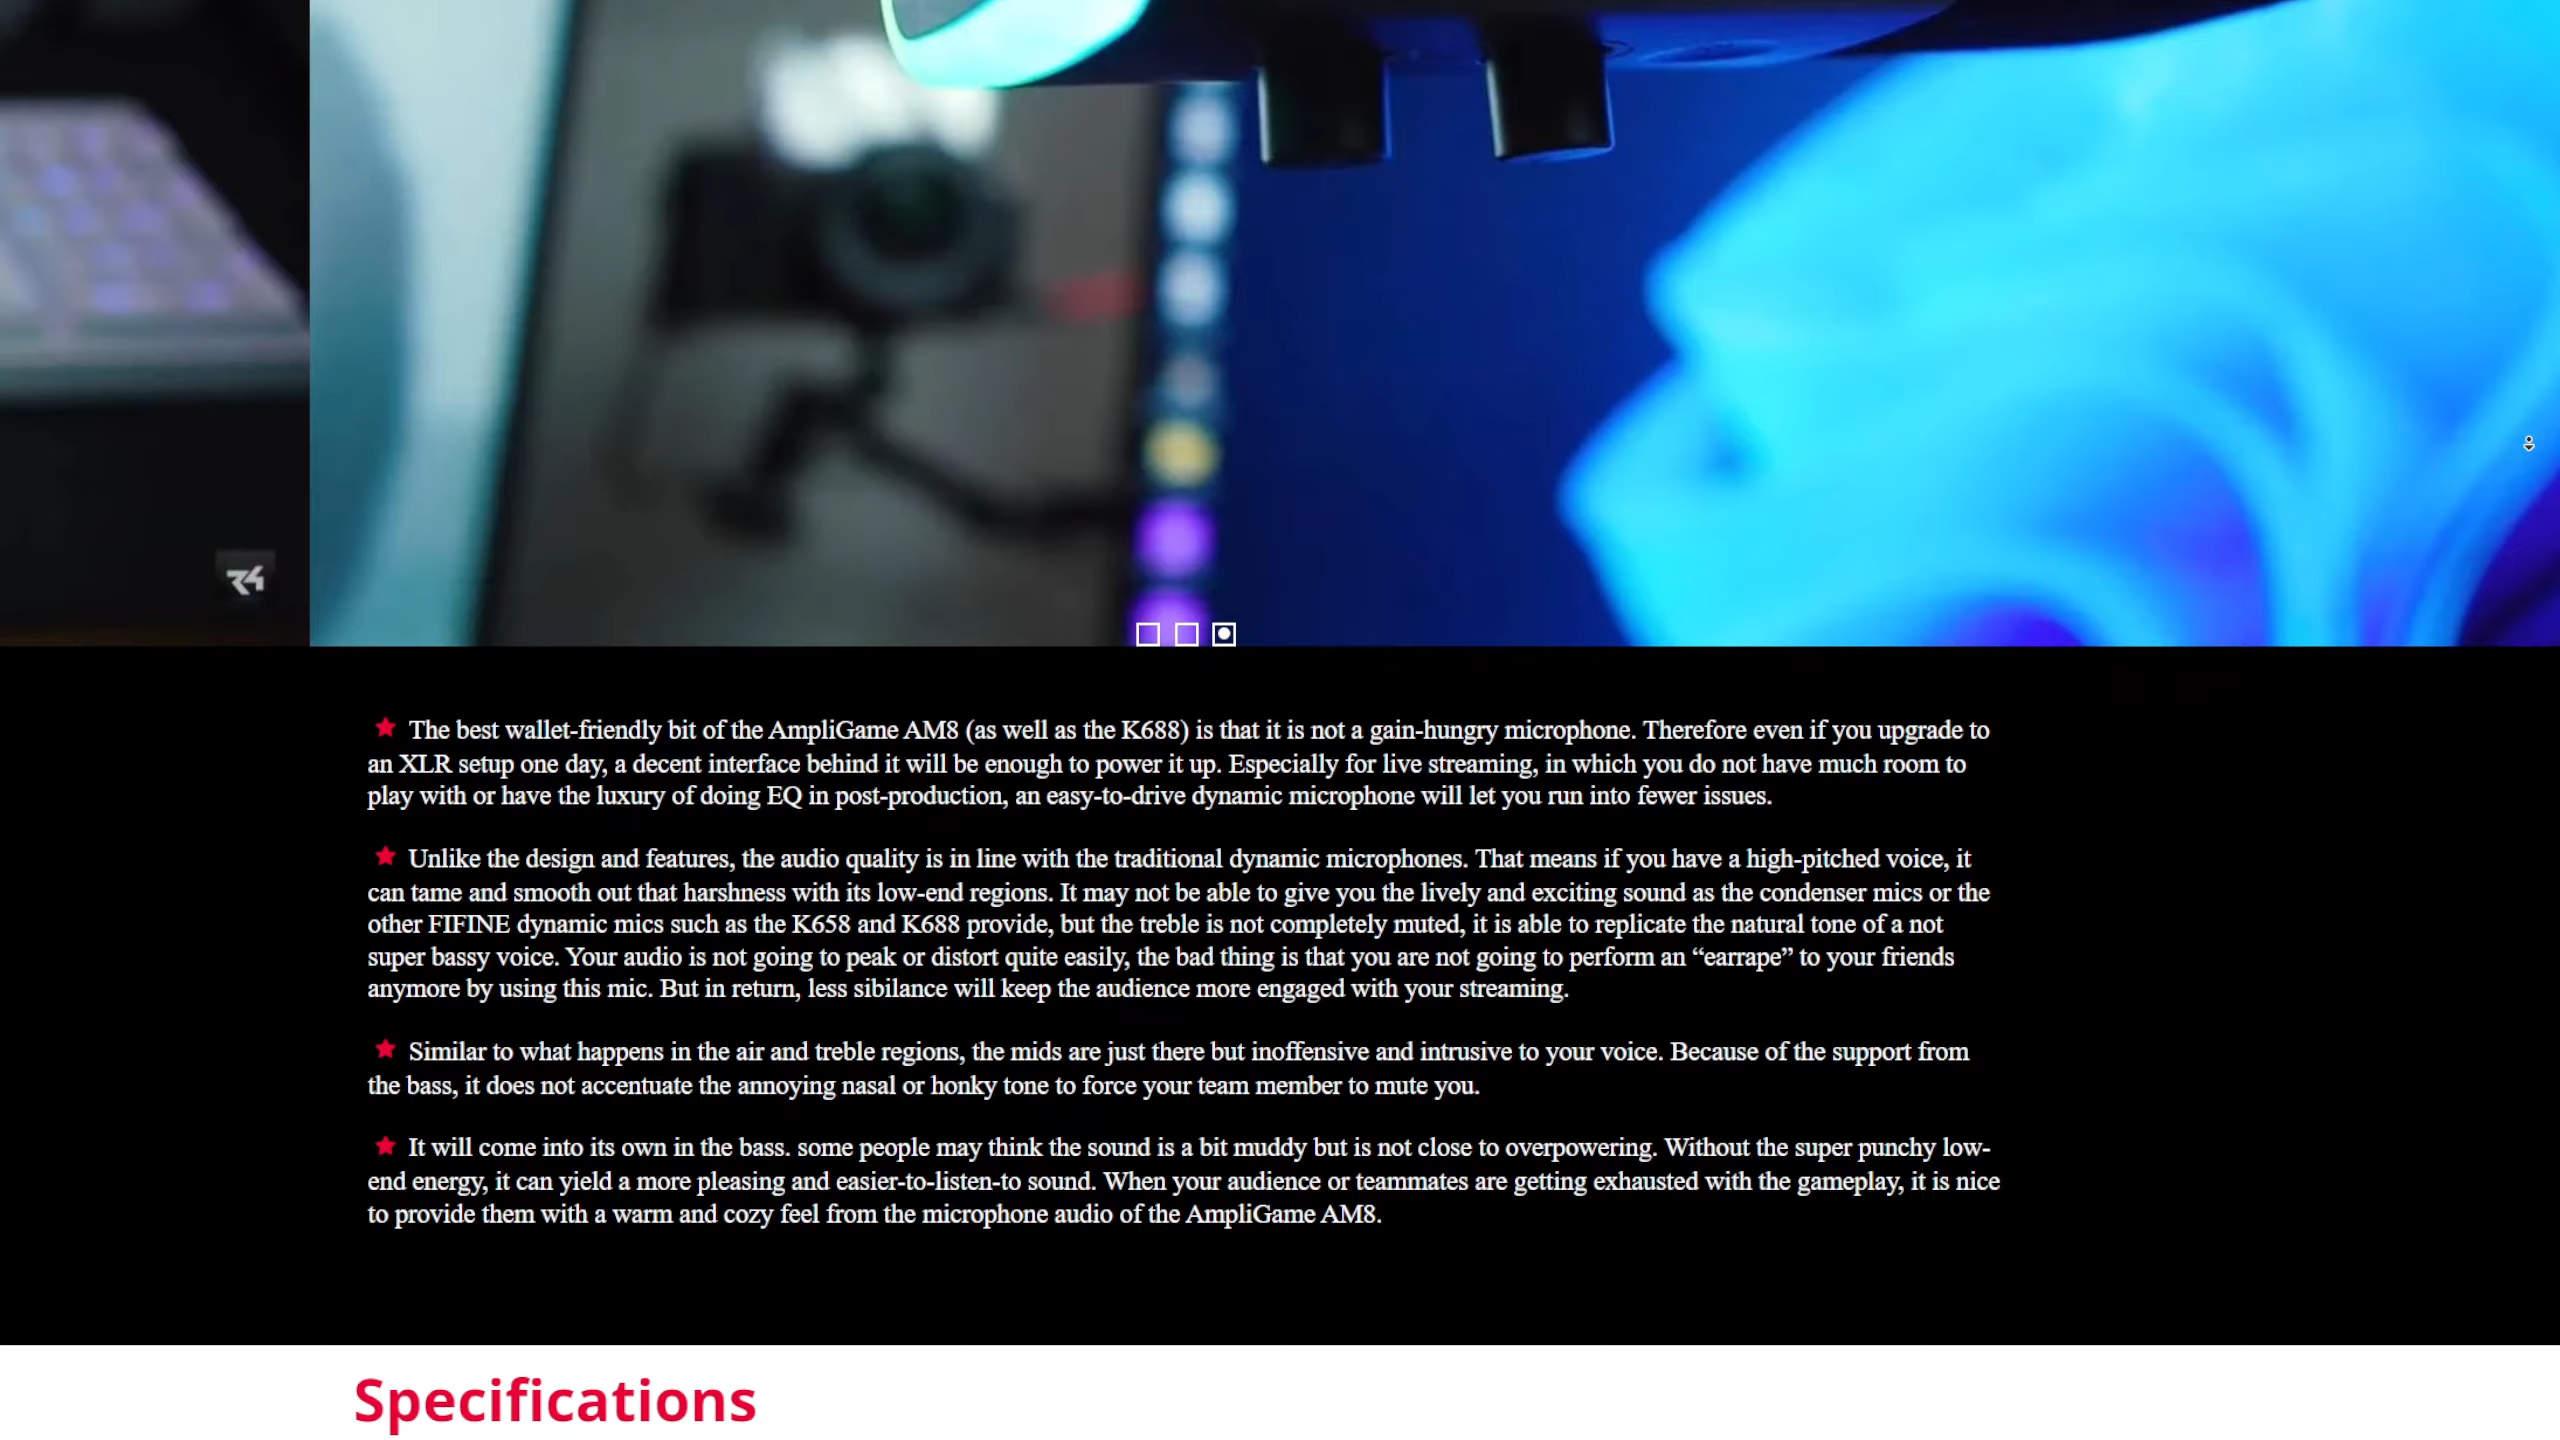 The best wallet-friendly bit of the AmpliGame AM8 (as well as the K688) is that it is not a gain-hungry microphone. Therefore even if you upgrade to
an XLR setup one day, a decent interface behind it will be enough to power it up. Especially for live streaming, in which you do not have much room to
play with or have the luxury of doing EQ in post-production, an easy-to-drive dynamic microphone will let you run into fewer issues.
Unlike the design and features, the audio quality is in line with the traditional dynamic microphones. That means if you have a high-pitched voice, it
can tame and smooth out that harshness with its low-end regions. It may not be able to give you the lively and exciting sound as the condenser mics or the
other FIFINE dynamic mics such as the K658 and K688 provide, but the treble is not completely muted, it is able to replicate the natural tone of a not
super bassy voice. Your audio is not going to peak or distort quite easily, the bad thing is that you are not going to perform an “earrape” to your friends
anymore by using this mic. But in return, less sibilance will keep the audience more engaged with your streaming.
Similar to what happens in the air and treble regions, the mids are just there but inoffensive and intrusive to your voice. Because of the support from
the bass, it does not accentuate the annoying nasal or honky tone to force your team member to mute you.
It will come into its own in the bass. some people may think the sound is a bit muddy but is not close to overpowering. Without the super punchy low-
end energy, it can yield a more pleasing and easier-to-listen-to sound. When your audience or teammates are getting exhausted with the gameplay, it is nice
to provide them with a warm and cozy feel from the microphone audio of the AmpliGame AM8.
Specifications